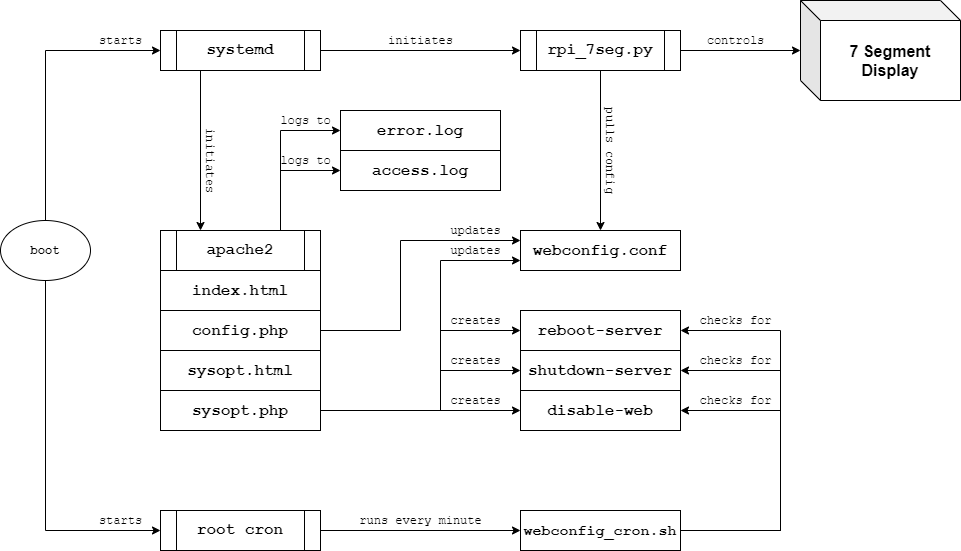 starts
systemd
initiates
rpi_7seg.py
controls
7 Segment
Display
initiates
logs to
error.log
logs to
access.log
pulls config
boot
apache2
updates
updates
webconfig.conf
index.html
config.php
creates
reboot-server
checks for
sysopt.html
creates
shutdown-server
checks for
sysopt.php
creates
disable-web
checks for
starts
root cron
runs every minute
webconfig_cron.sh